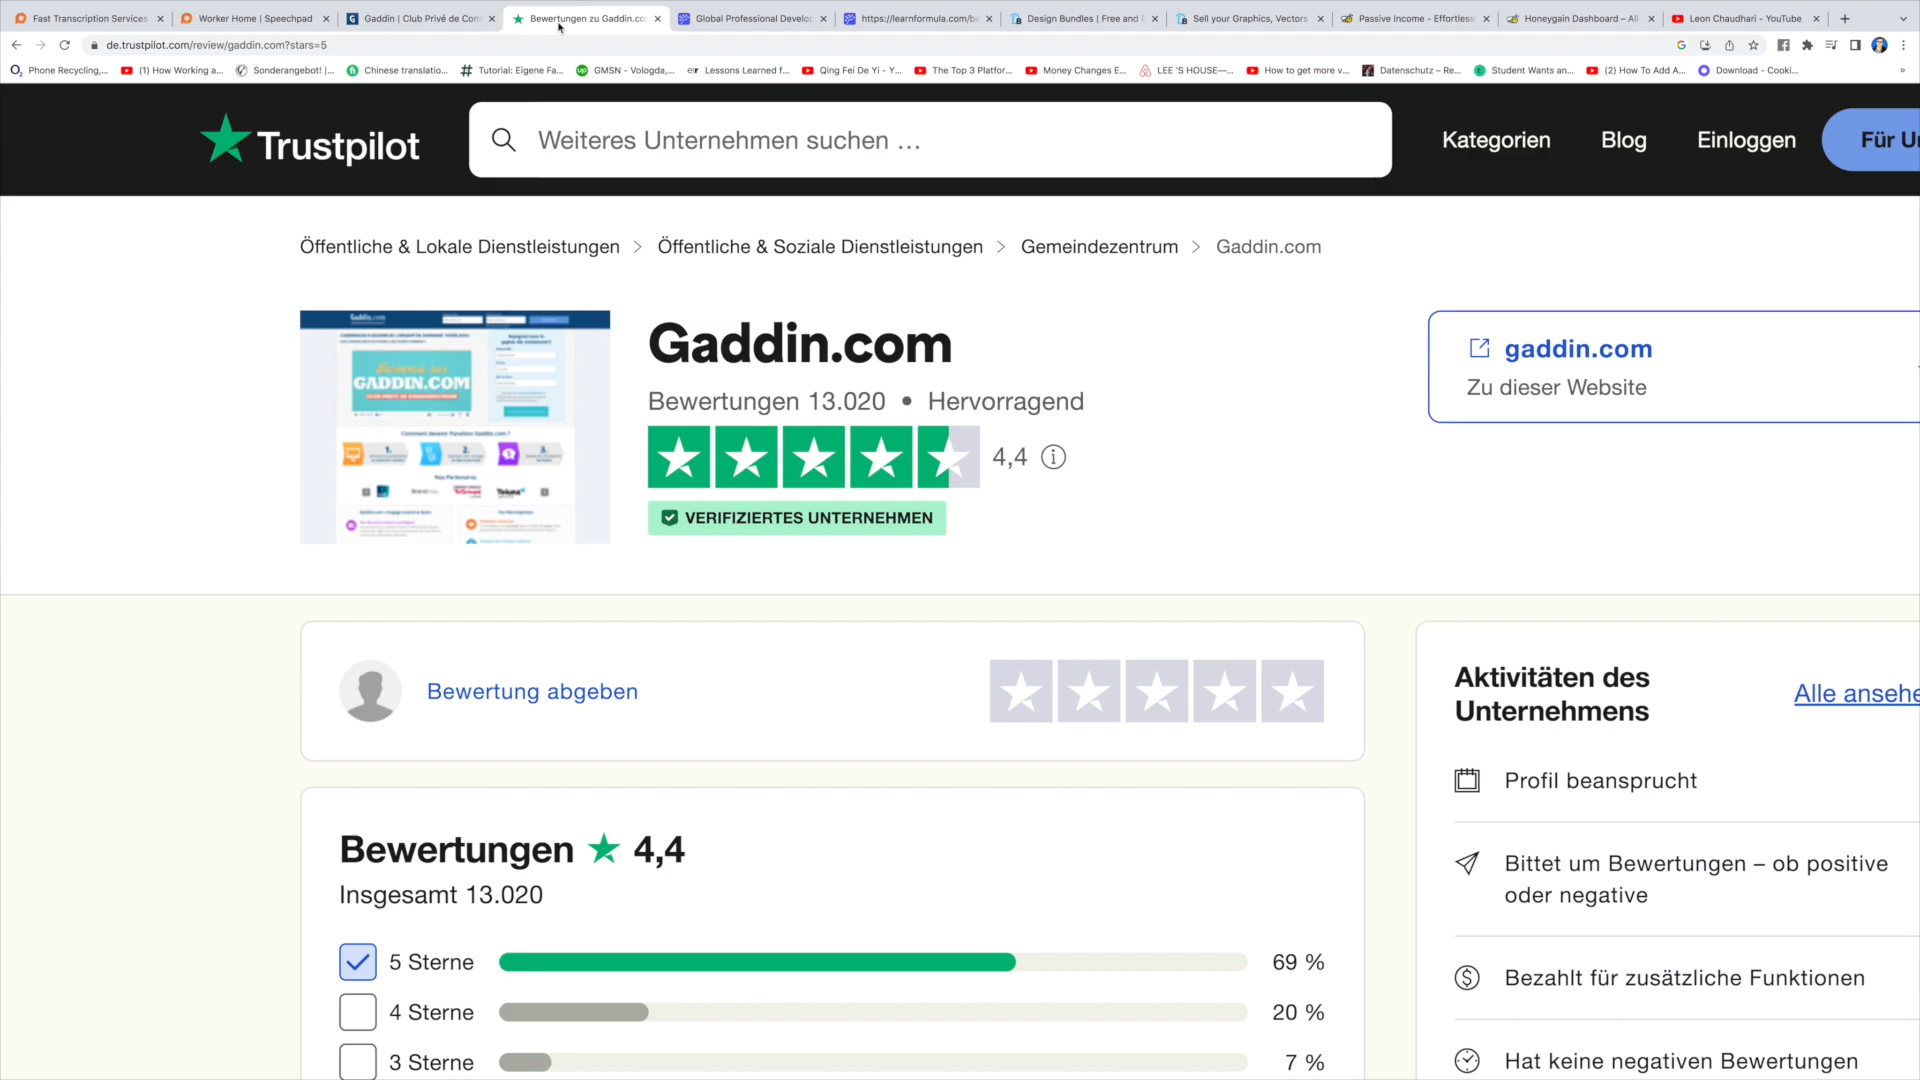 Fast Transcription Services
Worker Home | Speechpad
Gaddin | Club Privé de Con
Bewertungen zu Gaddin.co
Global Professional Develop
https://learnformula.com/b
Design Bundles | Free and
Sell your Graphics, Vectors
Passive Income - Effortless
Honeygain Dashboard – All
Leon Chaudhari - YouTube
de.trustpilot.com/review/gaddin.com?stars=5
Phone Recycling,...
(1) How Working a...
Sonderangebot! |...
Chinese translatio...
Tutorial: Eigene Fa...
GMSN - Vologda,...
Lessons Learned f...
Qing Fei De Yi - Y...
The Top 3 Platfor...
Money Changes E...
LEE 'S HOUSE—...
How to get more v...
Datenschutz – Re...
Student Wants an...
(2) How To Add A...
Download - Cooki...
»
Trustpilot
Weiteres Unternehmen suchen …
Kategorien
Blog
Einloggen
Für U
Öffentliche & Lokale Dienstleistungen > Öffentliche & Soziale Dienstleistungen > Gemeindezentrum > Gaddin.com
GADDIN.COM
Gaddin.com
Bewertungen 13.020 • Hervorragend
4,4
VERIFIZIERTES UNTERNEHMEN
gaddin.com
Zu dieser Website
Bewertung abgeben
Aktivitäten des
Unternehmens
Alle ansehe
Profil beansprucht
Bittet um Bewertungen – ob positive
oder negative
Bezahlt für zusätzliche Funktionen
Hat keine negativen Bewertungen
Bewertungen ★ 4,4
Insgesamt 13.020
5 Sterne 69 %
4 Sterne 20 %
3 Sterne 7 %